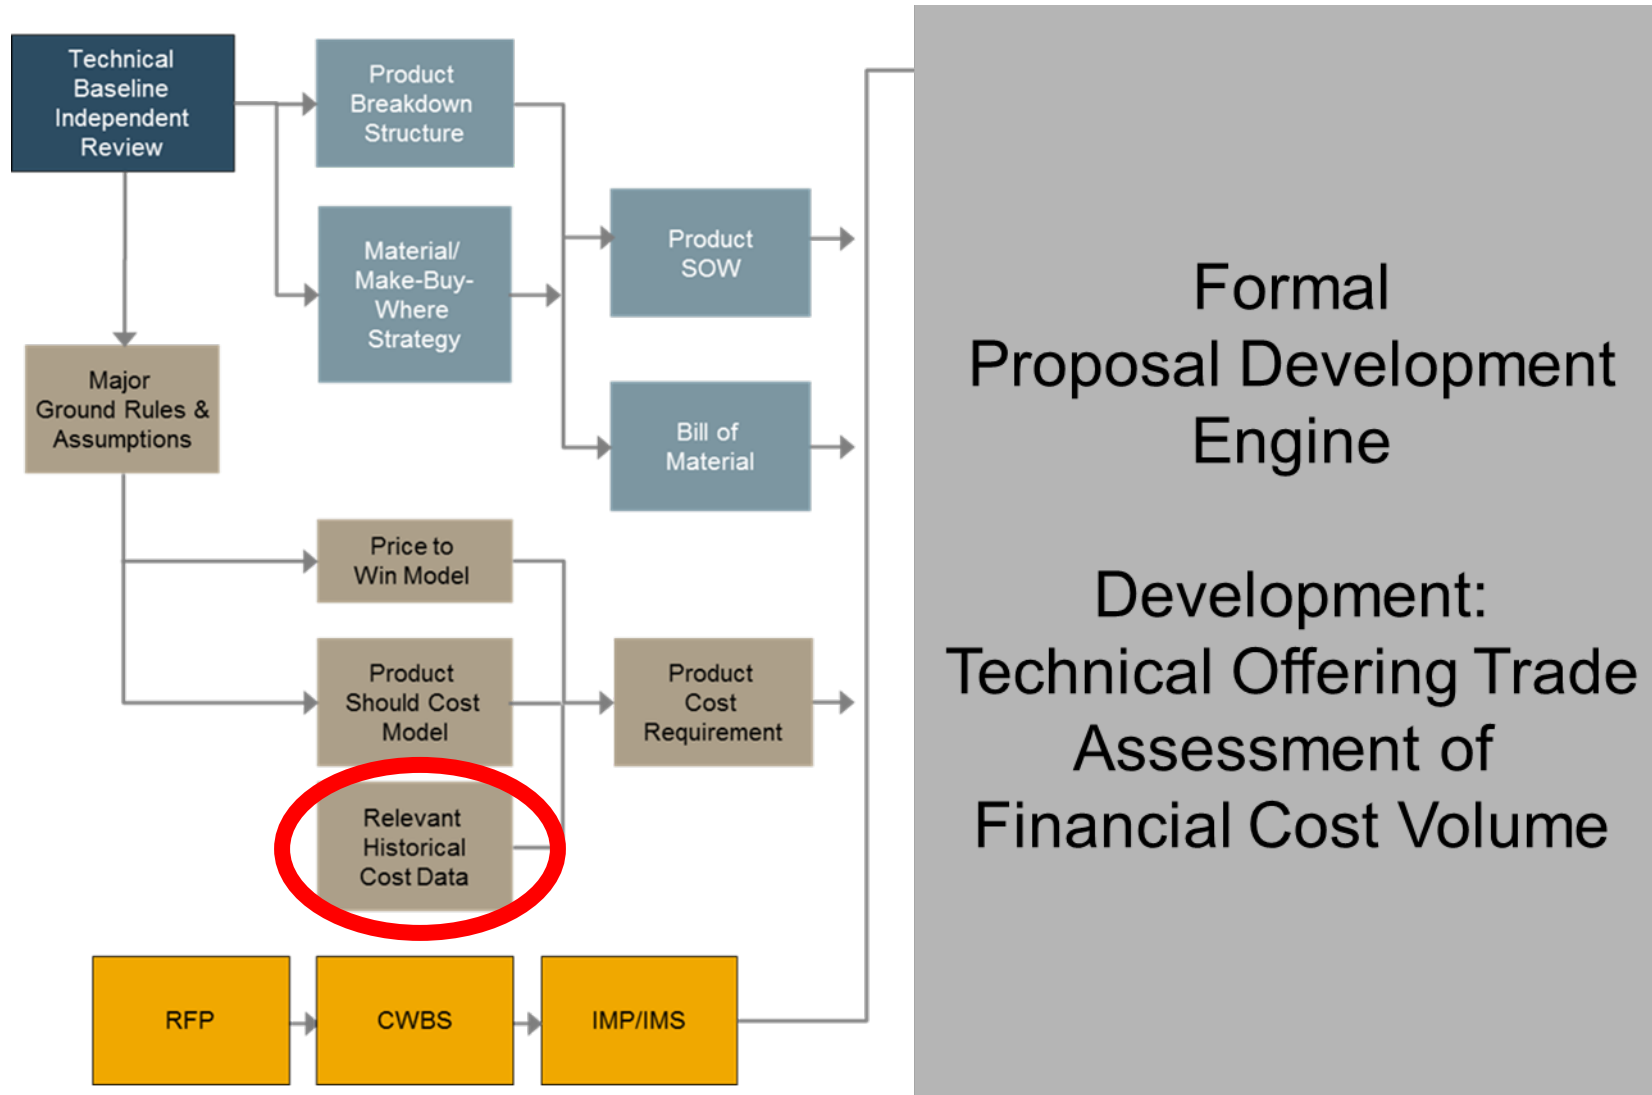 Technical
Baseline
Independent
Review
Product
Breakdown
Structure
Material/
Make-Buy-
Where
Strategy
Product
SOW
Bill of
Material
Major
Ground Rules &
Assumptions
Price to
Win Model
Product
Should Cost
Model
Relevant
Historical
Cost Data
Product
Cost
Requirement
RFP
CWBS
IMP/IMS
Formal
Proposal Development
Engine
Development:
Technical Offering Trade
Assessment of
Financial Cost Volume